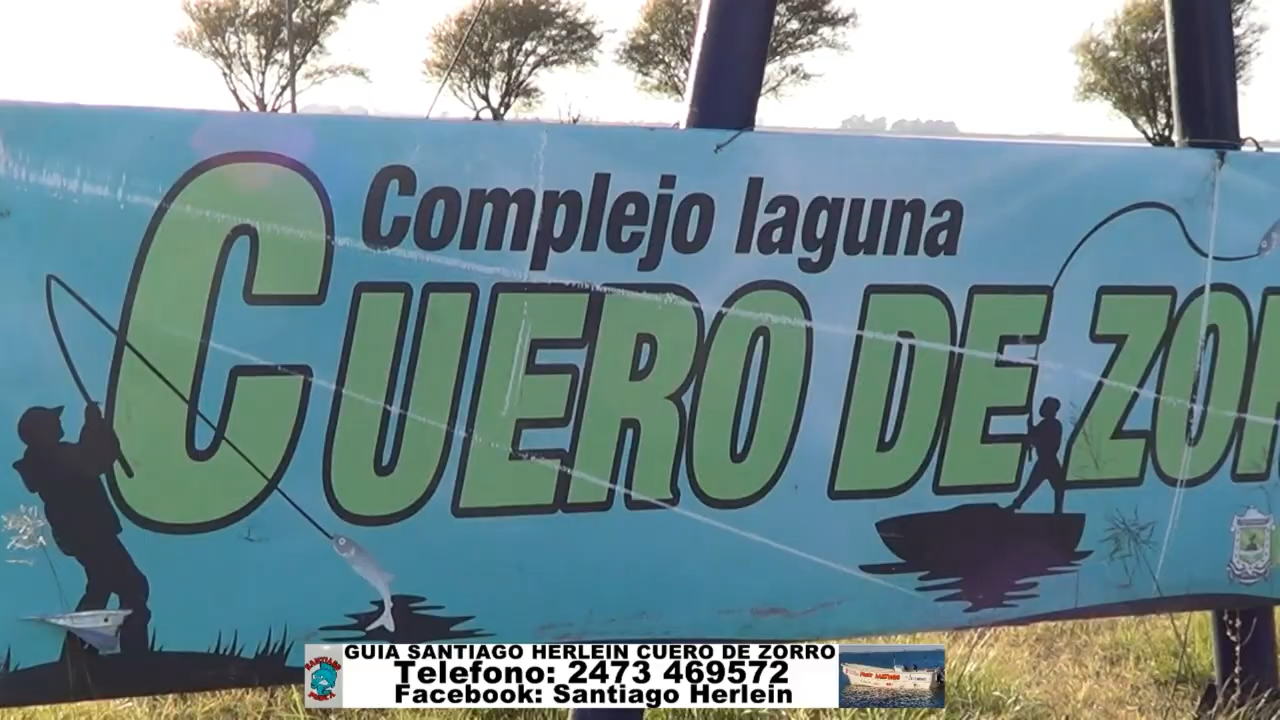 Complejo laguna
CUERO DE ZOR
GUIA SANTIAGO HERLEIN CUERO DE ZORRO
Telefono: 2473 469572
Facebook: Santiago Herlein